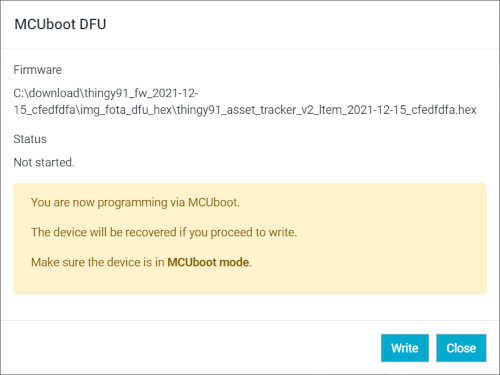 MCUboot DFU
Firmware
C:\download\thingy91_fw_2021-12-
15_cfedfdfa\img_fota_dfu_hex\thingy91_asset_tracker_v2_ltem_2021-12-15_cfedfdfa.hex
Status
Not started.
You are now programming via MCUboot.
The device will be recovered if you proceed to write.
Make sure the device is in MCUboot mode.
Write Close